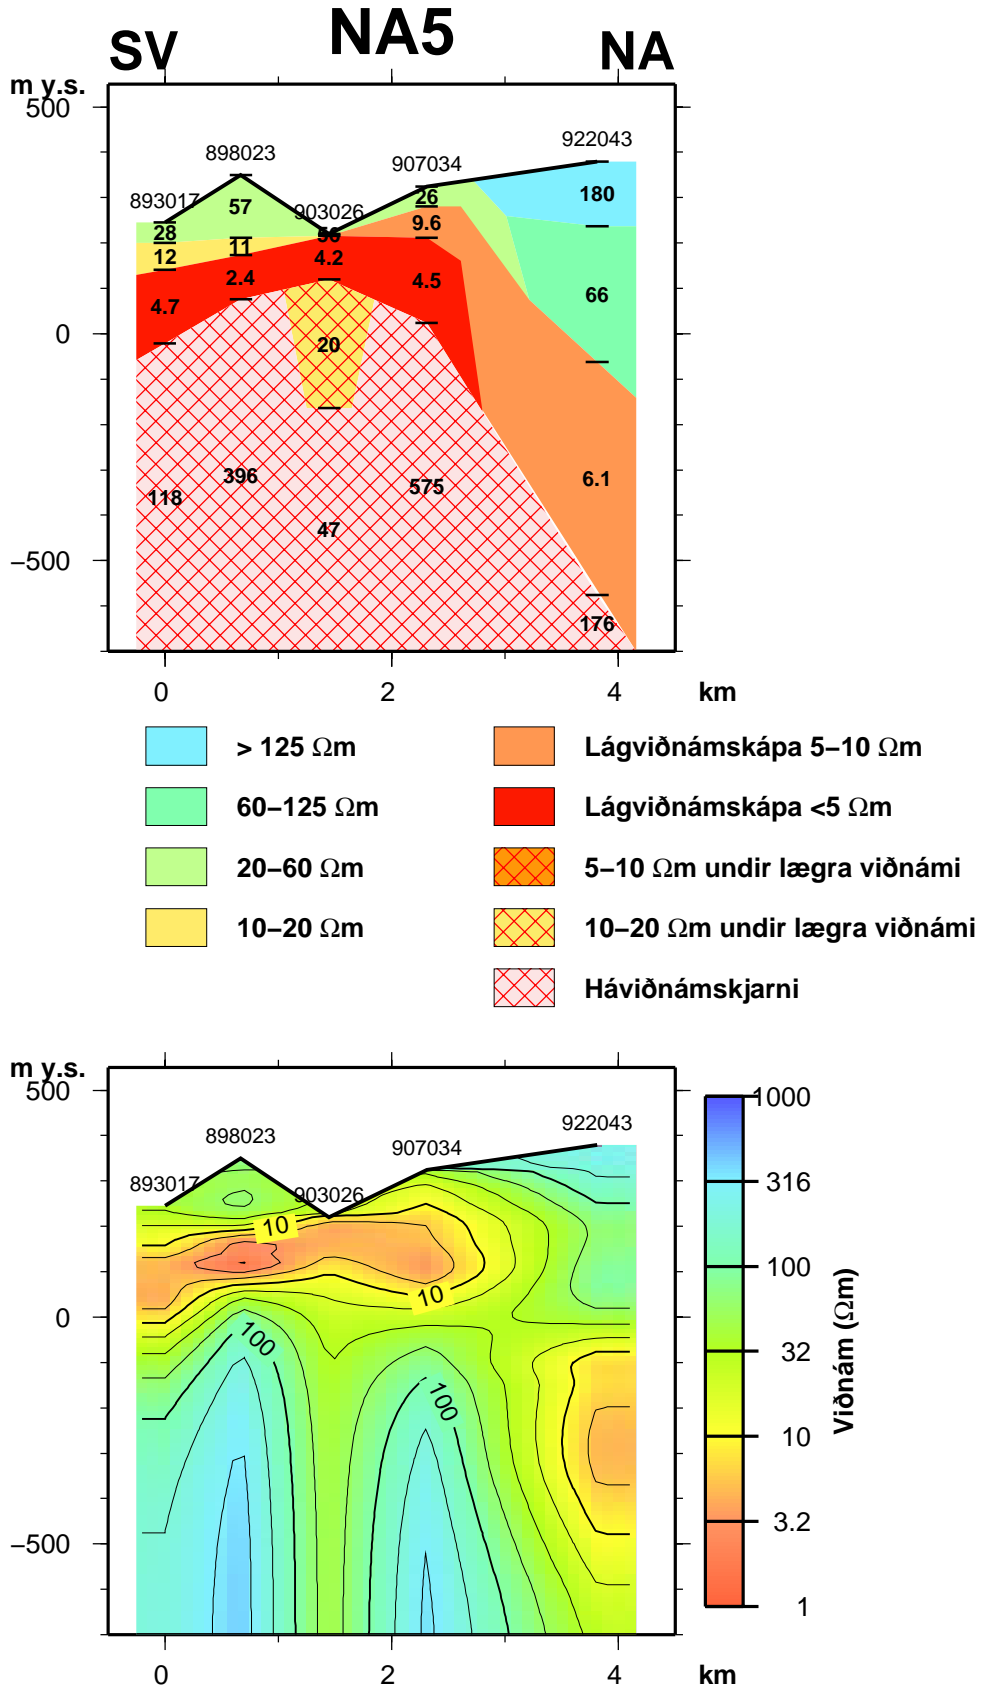 NA5
SV NA
m y.s.
500
0
−500
893017
898023
903026
907034
922043
28
12
4.7
118
57
11
2.4
396
4.2
20
47
26
9.6
4.5
575
180
66
6.1
176
0 2 4 km
> 125 Ωm
60−125 Ωm
20−60 Ωm
10−20 Ωm
Lágviðnámskápa 5−10 Ωm
Lágviðnámskápa <5 Ωm
5−10 Ωm undir lægra viðnámi
10−20 Ωm undir lægra viðnámi
Háviðnámskjarni
m y.s.
500
0
−500
893017
898023
903026
907034
922043
10
10
100
100
0 2 4 km
1000
316
100
32
10
3.2
1
Viðnám (Ωm)